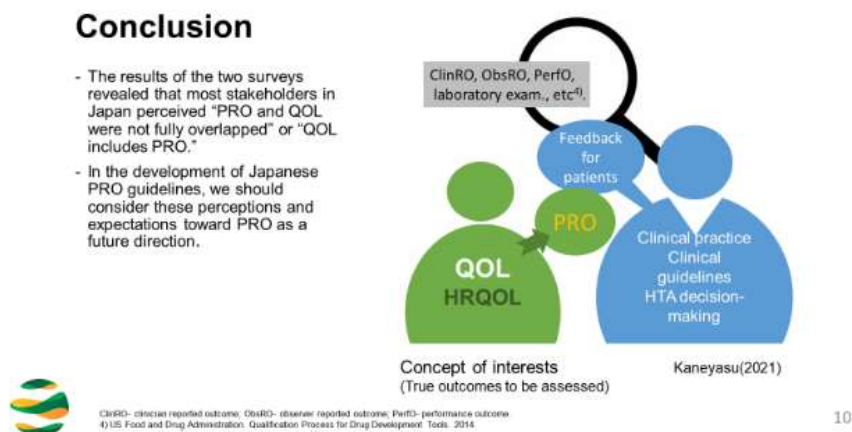 Conclusion
- The results of the two surveys
revealed that most stakeholders in
Japan perceived “PRO and QOL
were not fully overlapped” or “QOL
includes PRO.”
- In the development of Japanese
PRO guidelines, we should
consider these perceptions and
expectations toward PRO as a
future direction.
ClinRO, ObsRO, PerfO,
laboratory exam., etc4).
Feedback
for
patients
PRO
QOL
HRQOL
Clinical practice
Clinical
guidelines
HTA decision-
making
Concept of interests
(True outcomes to be assessed)
Kaneyasu(2021)
ClinRO- clinician reported outcome; ObsRO- observer reported outcome; PerfO- performance outcome
4) US Food and Drug Administration. Qualification Process for Drug Development Tools. 2014
10